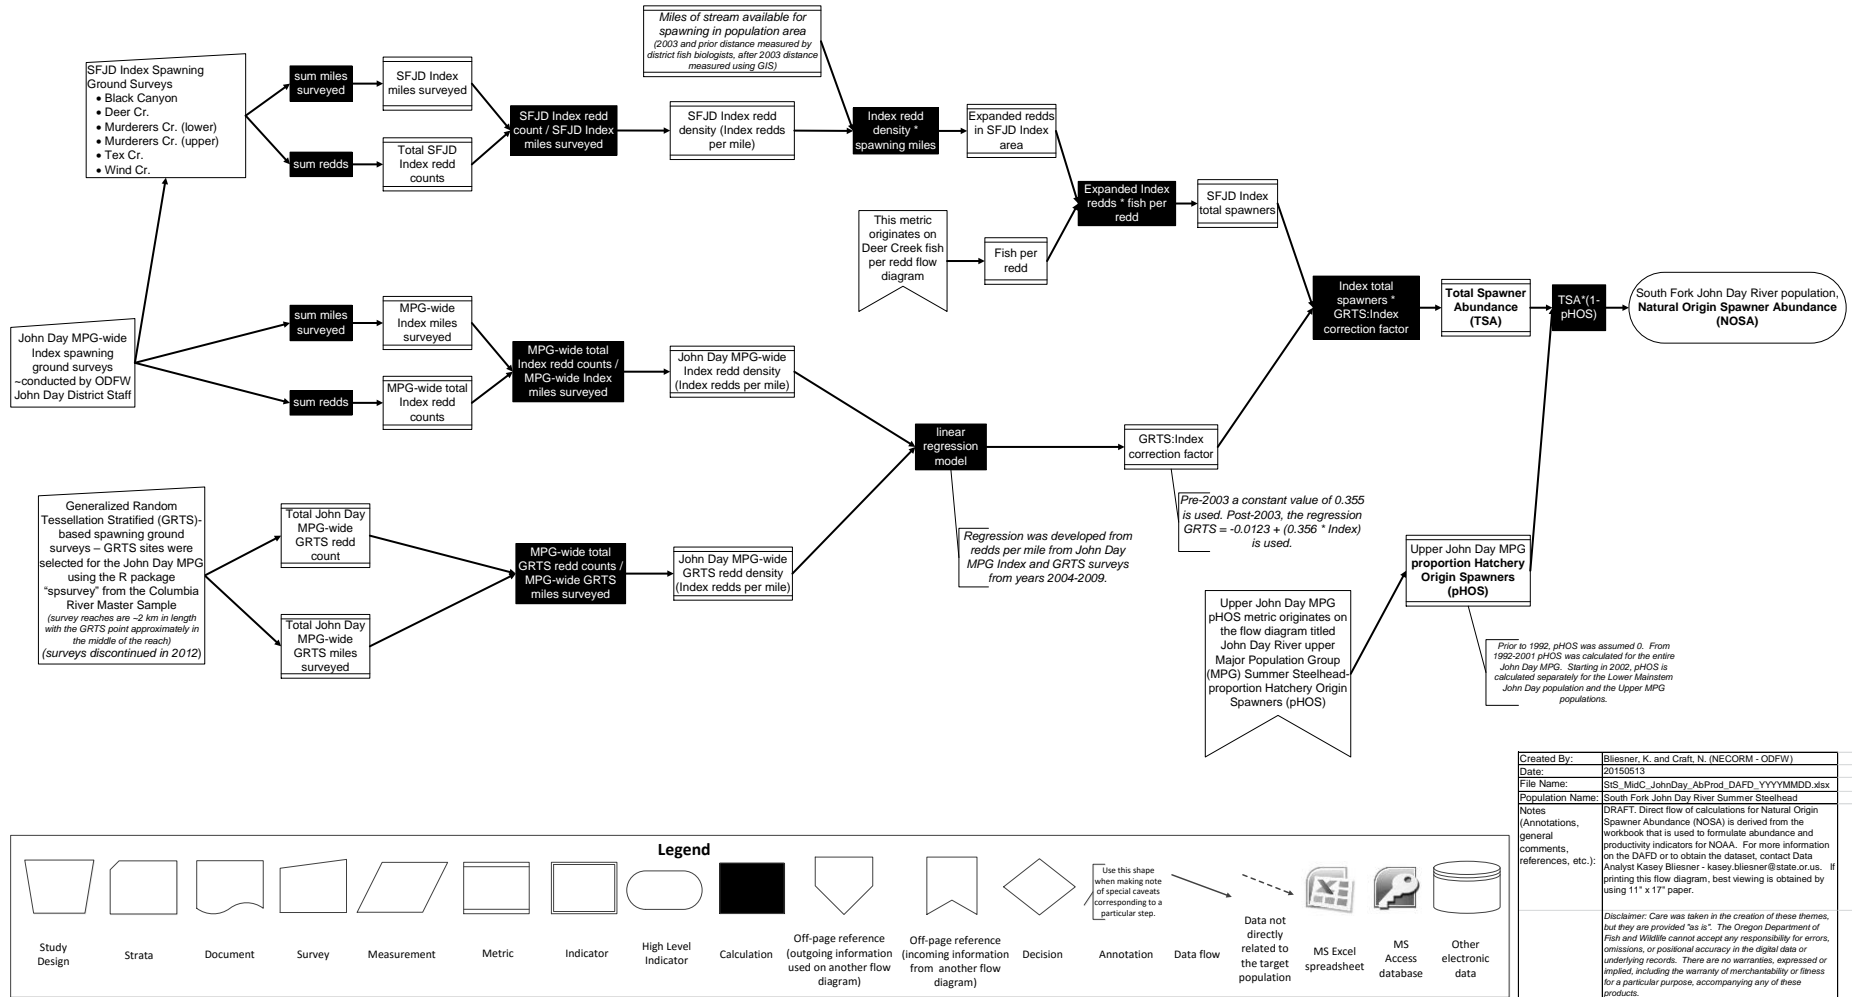 Miles of stream available for
spawning in population area
(2003 and prior distance measured by
district fish biologists, after 2003 distance
measured using GIS)
SFJD Index Spawning
Ground Surveys
• Black Canyon
• Deer Cr.
• Murderers Cr. (lower)
• Murderers Cr. (upper)
• Tex Cr.
• Wind Cr.
sum miles
surveyed
SFJD Index
miles surveyed
sum redds
Total SFJD
Index redd
counts
SFJD Index redd
count / SFJD Index
miles surveyed
SFJD Index redd
density (Index redds
per mile)
Index redd
density *
spawning miles
Expanded redds
in SFJD Index
area
This metric
originates on
Deer Creek fish
per redd flow
diagram
Fish per
redd
Expanded Index
redds * fish per
redd
SFJD Index
total spawners
Index total
spawners *
GRTS:Index
correction factor
Total Spawner
Abundance
(TSA)
TSA*(1-
pHOS)
South Fork John Day River population,
Natural Origin Spawner Abundance
(NOSA)
John Day MPG-wide
Index spawning
ground surveys
~conducted by ODFW
John Day District Staff
sum miles
surveyed
MPG-wide
Index miles
surveyed
sum redds
MPG-wide total
Index redd
counts
MPG-wide total
Index redd counts /
MPG-wide Index
miles surveyed
John Day MPG-wide
Index redd density
(Index redds per mile)
linear
regression
model
GRTS:Index
correction factor
Generalized Random
Tessellation Stratified (GRTS)-
based spawning ground
surveys – GRTS sites were
selected for the John Day MPG
using the R package
“spsurvey” from the Columbia
River Master Sample
(survey reaches are ~2 km in length
with the GRTS point approximately in
the middle of the reach)
(surveys discontinued in 2012)
Total John Day
MPG-wide
GRTS redd
count
Total John Day
MPG-wide
GRTS miles
surveyed
MPG-wide total
GRTS redd counts /
MPG-wide GRTS
miles surveyed
John Day MPG-wide
GRTS redd density
(Index redds per mile)
Regression was developed from
redds per mile from John Day
MPG Index and GRTS surveys
from years 2004-2009.
Pre-2003 a constant value of 0.355
is used. Post-2003, the regression
GRTS = -0.0123 + (0.356 * Index)
is used.
Upper John Day MPG
pHOS metric originates on
the flow diagram titled
John Day River upper
Major Population Group
(MPG) Summer Steelhead-
proportion Hatchery Origin
Spawners (pHOS)
Upper John Day MPG
proportion Hatchery
Origin Spawners
(pHOS)
Prior to 1992, pHOS was assumed 0. From
1992-2001 pHOS was calculated for the entire
John Day MPG. Starting in 2002, pHOS is
calculated separately for the Lower Mainstem
John Day population and the Upper MPG
populations.
Created By: Bliesner, K. and Craft, N. (NECORM - ODFW)
Date: 20150513
File Name: StS_MidC_JohnDay_AbProd_DAFD_YYYYMMDD.xlsx
Population Name: South Fork John Day River Summer Steelhead
Notes
(Annotations,
general
comments,
references, etc.):
DRAFT. Direct flow of calculations for Natural Origin
Spawner Abundance (NOSA) is derived from the
workbook that is used to formulate abundance and
productivity indicators for NOAA. For more information
on the DAFD or to obtain the dataset, contact Data
Analyst Kasey Bliesner - kasey.bliesner@state.or.us. If
printing this flow diagram, best viewing is obtained by
using 11" x 17" paper.
Disclaimer: Care was taken in the creation of these themes,
but they are provided "as is". The Oregon Department of
Fish and Wildlife cannot accept any responsibility for errors,
omissions, or positional accuracy in the digital data or
underlying records. There are no warranties, expressed or
implied, including the warranty of merchantability or fitness
for a particular purpose, accompanying any of these
products.
Legend
Study
Design
Strata
Document
Survey
Measurement
Metric
Indicator
High Level
Indicator
Calculation
Off-page reference
(outgoing information
used on another flow
diagram)
Off-page reference
(incoming information
from another flow
diagram)
Decision
Use this shape
when making note
of special caveats
corresponding to a
particular step.
Annotation
Data flow
Data not
directly
related to
the target
population
MS Excel
spreadsheet
MS
Access
database
Other
electronic
data